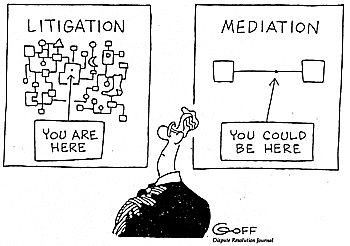 LITIGATION
YOU ARE
HERE
MEDIATION
YOU COULD
BE HERE
GOFF
Dispute Resolution Journal